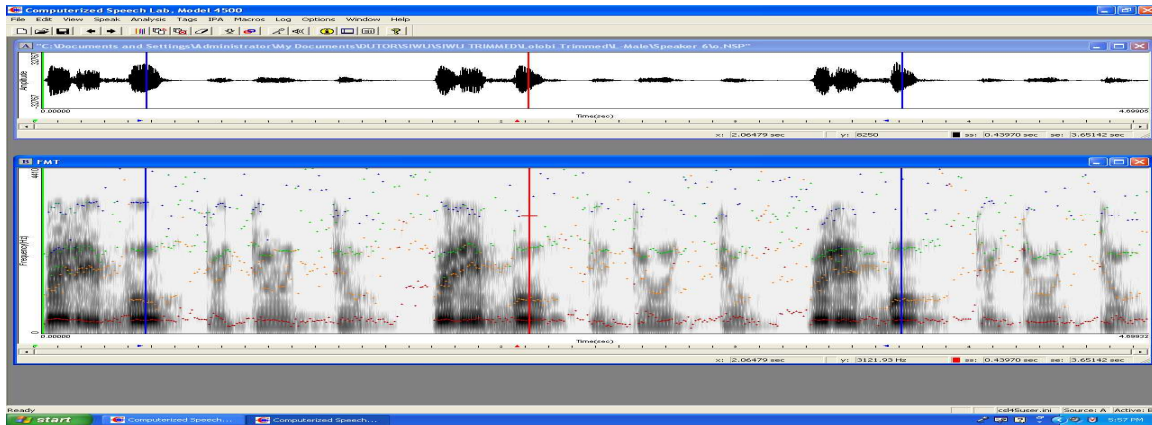 Computerized Speech Lab, Model 4500
File Edit View Speak Analysis Tags IPA Macros Log Options Window Help
A "C:\Documents and Settings\Administrator\My Documents\DUTOR\SIWU\SIWU TRIMMED\Lolobi Trimmed\L-Male\Speaker 6\o.NSP"
32767
Amplitude
-32767
0.00000 Time(sec) 4.69905
x: 2.06479 sec y: 8250 ss: 0.43970 sec se: 3.65142 sec
B FMT
4410
Frequency(Hz)
0
0.00000 Time(sec) 4.69932
x: 2.06479 sec y: 3121.93 Hz ss: 0.43970 sec se: 3.65142 sec
Ready csl4Suser.ini Source: A Active: B
start Computerized Speech... Computerized Speech... 5:57 PM